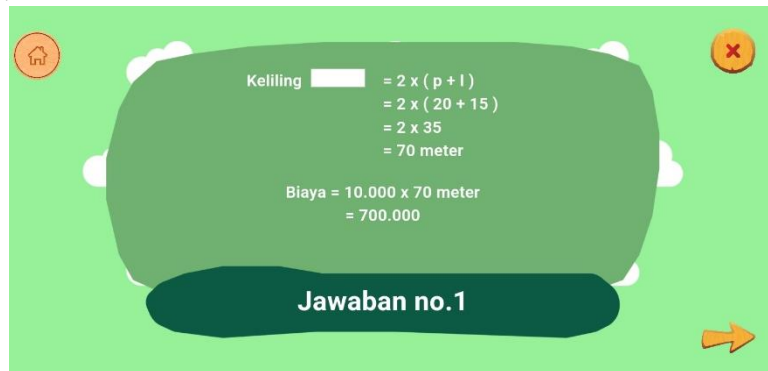 Keliling = 2 x ( p + l )
= 2 x ( 20 + 15 )
= 2 x 35
= 70 meter
Biaya = 10.000 x 70 meter
= 700.000
Jawaban no.1